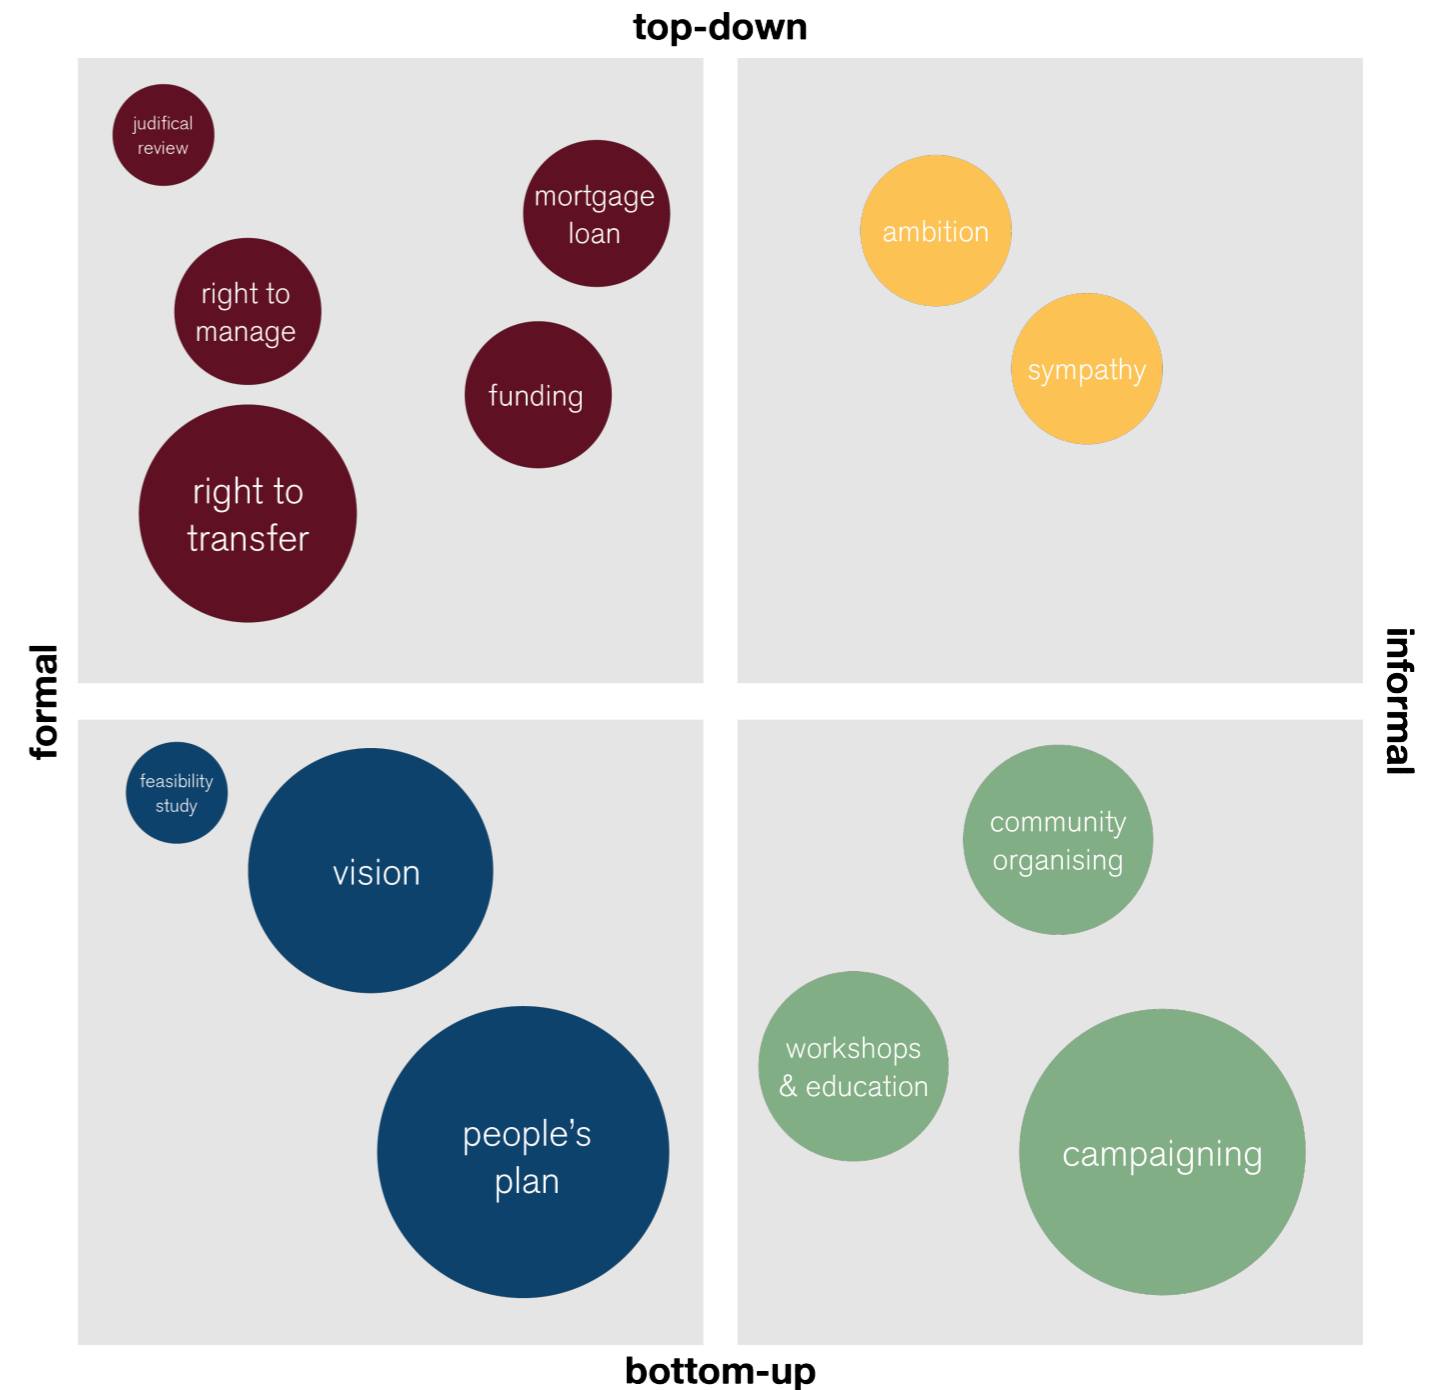 top-down
judifical
review
mortgage
loan
right to
manage
funding
right to
transfer
ambition
sympathy
formal
informal
feasibility
study
vision
people's
plan
community
organising
workshops
& education
campaigning
bottom-up